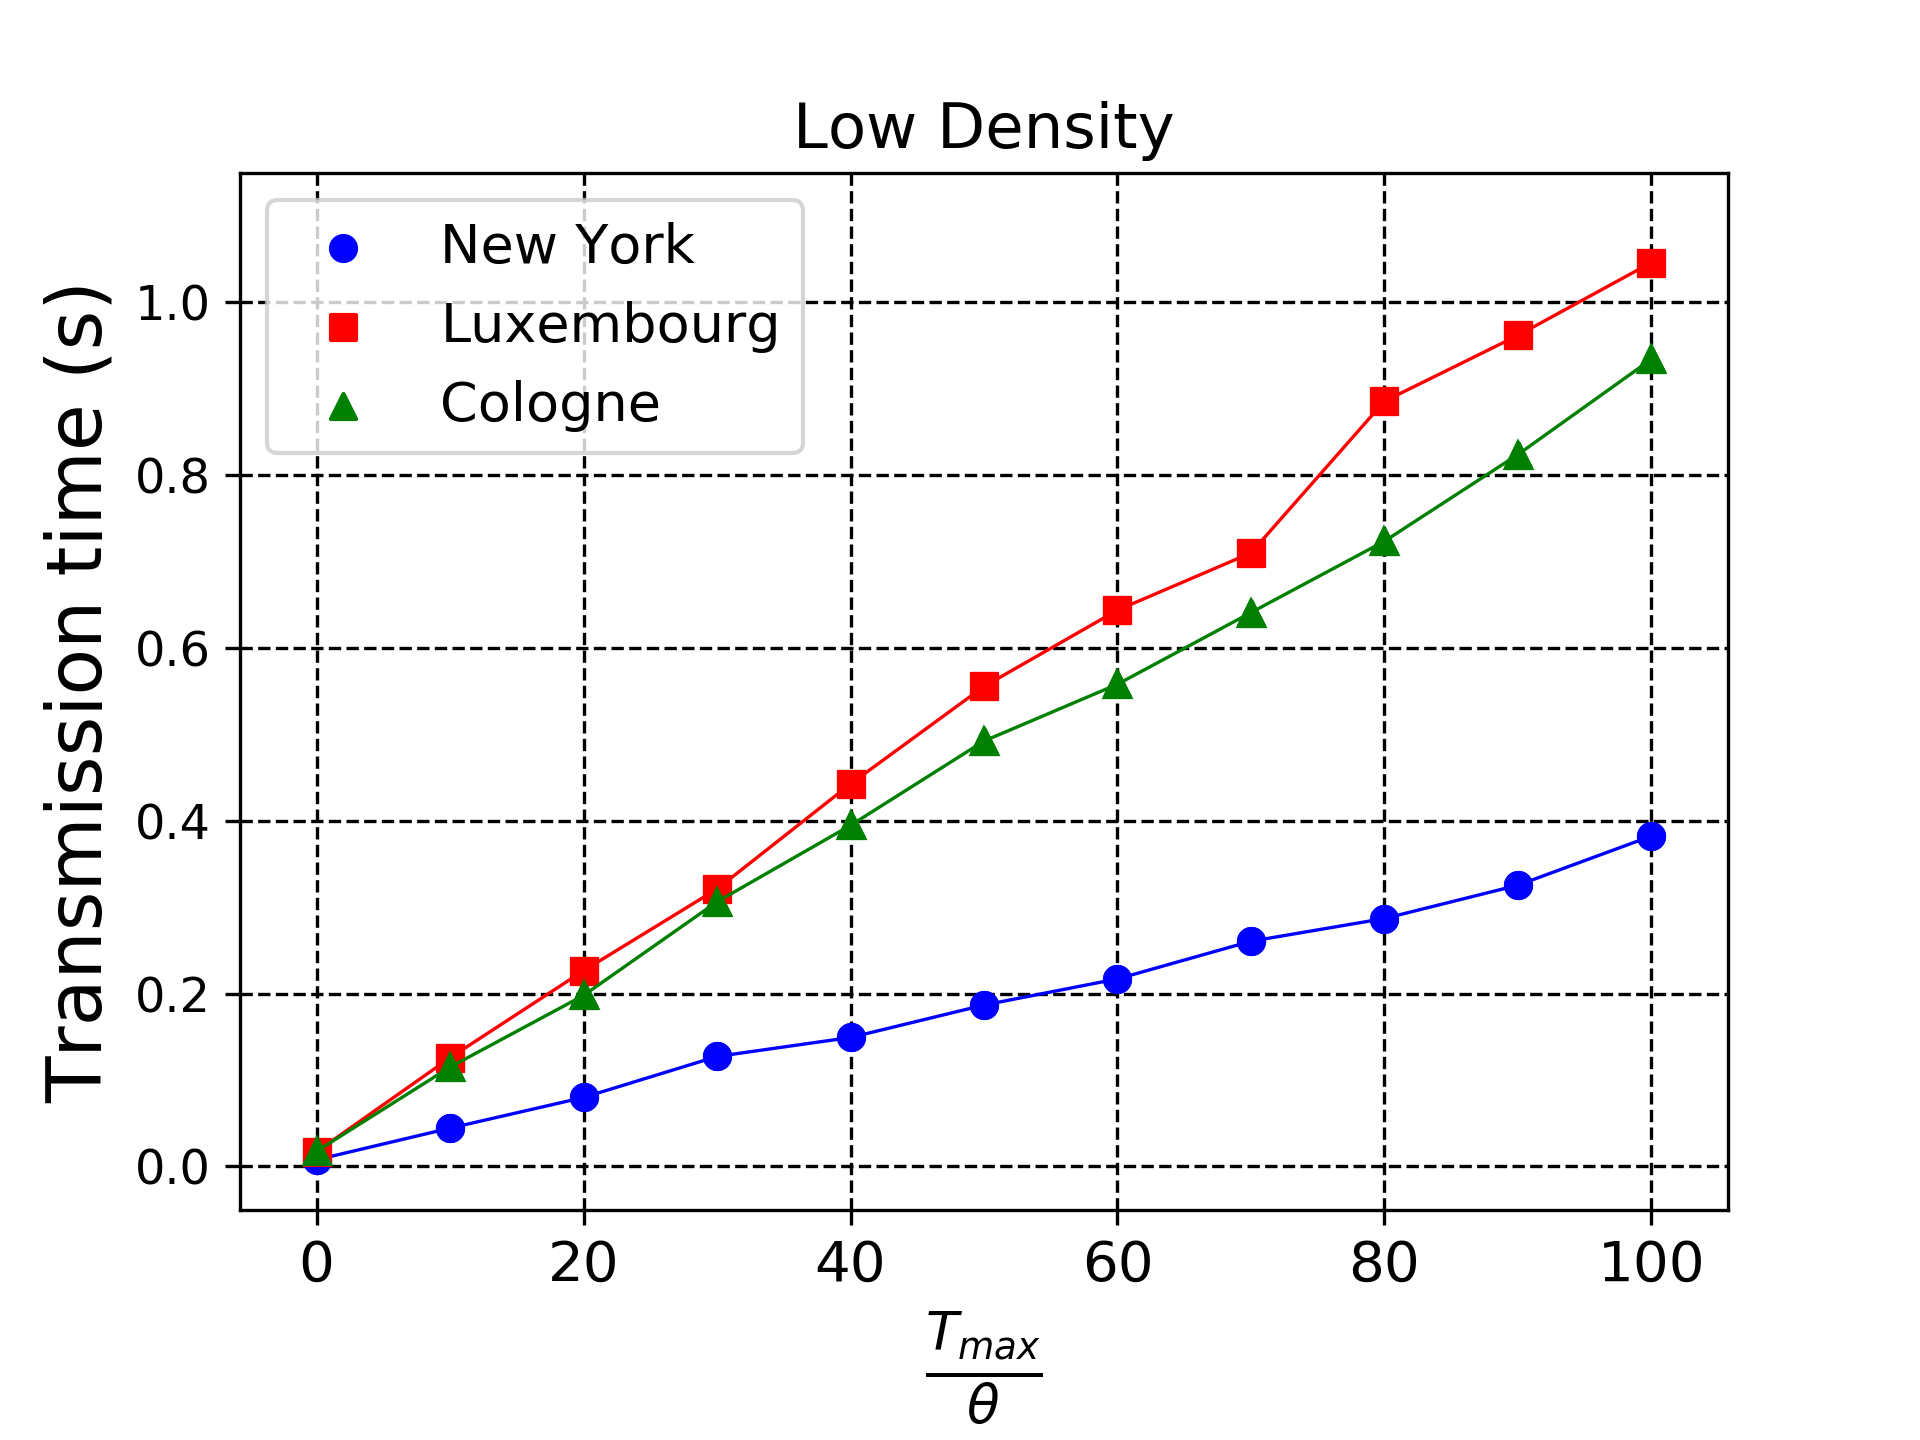 Low Density
New York
Luxembourg
Cologne
Transmission time (s)
1.0
0.8
0.6
0.4
0.2
0.0
0 20 40 60 80 100
T_max
θ